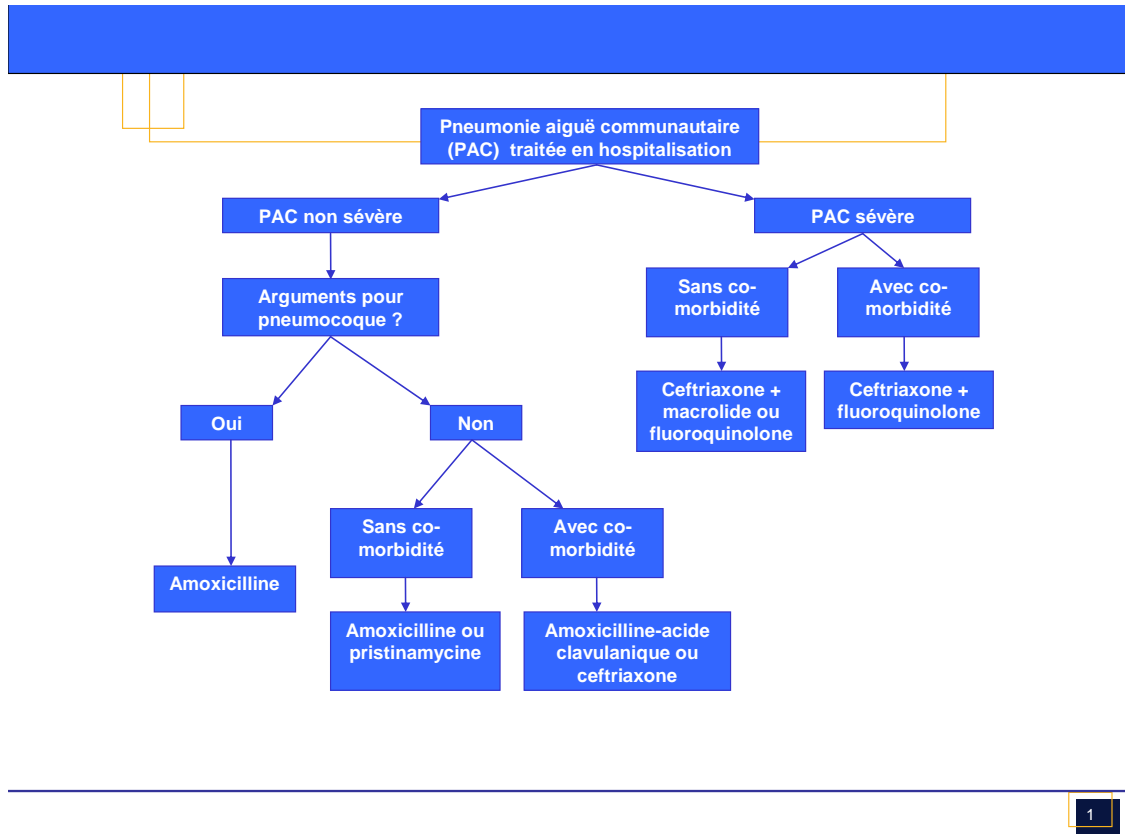 Pneumonie aiguë communautaire
(PAC) traitée en hospitalisation
PAC non sévère
PAC sévère
Arguments pour
pneumocoque ?
Sans co-
morbidité
Avec co-
morbidité
Ceftriaxone +
macrolide ou
fluoroquinolone
Ceftriaxone +
fluoroquinolone
Oui
Non
Sans co-
morbidité
Avec co-
morbidité
Amoxicilline
Amoxicilline ou
pristinamycine
Amoxicilline-acide
clavulanique ou
ceftriaxone
1